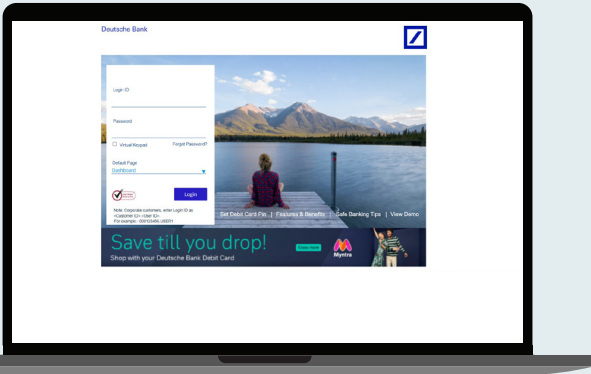 Deutsche Bank
Login ID
Password
Virtual Keypad Forgot Password?
Default Page
Dashboard
Login
Note: Corporate customers, enter Login ID as
<Customer ID>.<User ID>.
For example:
Set Debit Card Pin | Features & Benefits | Safe Banking Tips | View Demo
Save till you drop!
Shop with your Deutsche Bank Debit Card
Know more
Myntra